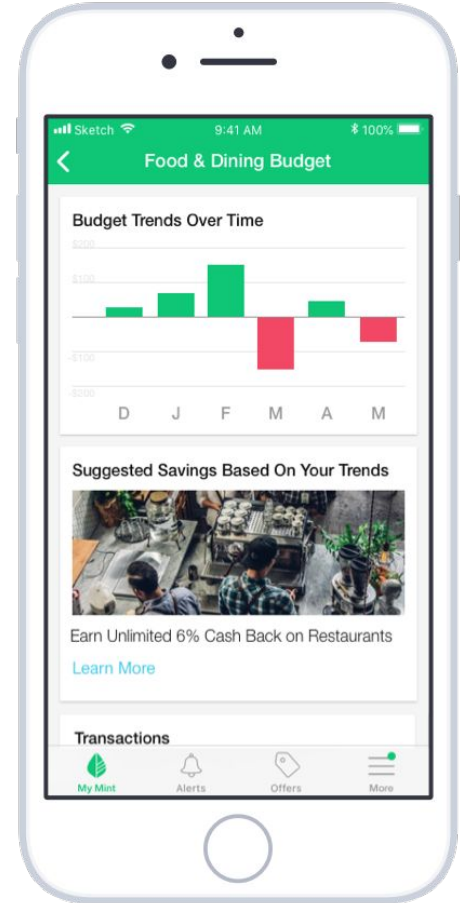 Sketch 9:41 AM 100%
Food & Dining Budget
Budget Trends Over Time
$200
$100
-$100
-$200
D J F M A M
Suggested Savings Based On Your Trends
Earn Unlimited 6% Cash Back on Restaurants
Learn More
Transactions
My Mint Alerts Offers More